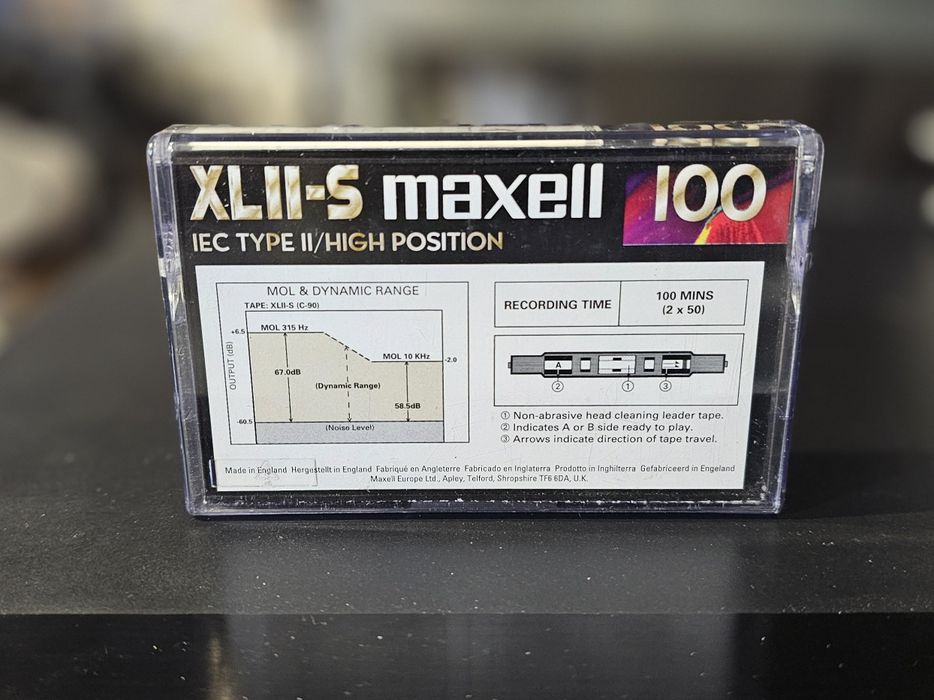 XLII-S maxell 100
IEC TYPE II/HIGH POSITION
MOL & DYNAMIC RANGE
TAPE: XLII-S (C-90)
OUTPUT (dB)
+6.5
MOL 315 Hz
MOL 10 KHz
-2.0
67.0dB
(Dynamic Range)
58.5dB
-60.5
(Noise Level)
RECORDING TIME
100 MINS
(2 x 50)
A
② ① ③
① Non-abrasive head cleaning leader tape.
② Indicates A or B side ready to play.
③ Arrows indicate direction of tape travel.
Made in England Hergestellt in England Fabriqué en Angleterre Fabricado en Inglaterra Prodotto in Inghilterra Gefabriceerd in Engeland
Maxell Europe Ltd., Apley, Telford, Shropshire TF6 6DA, U.K.